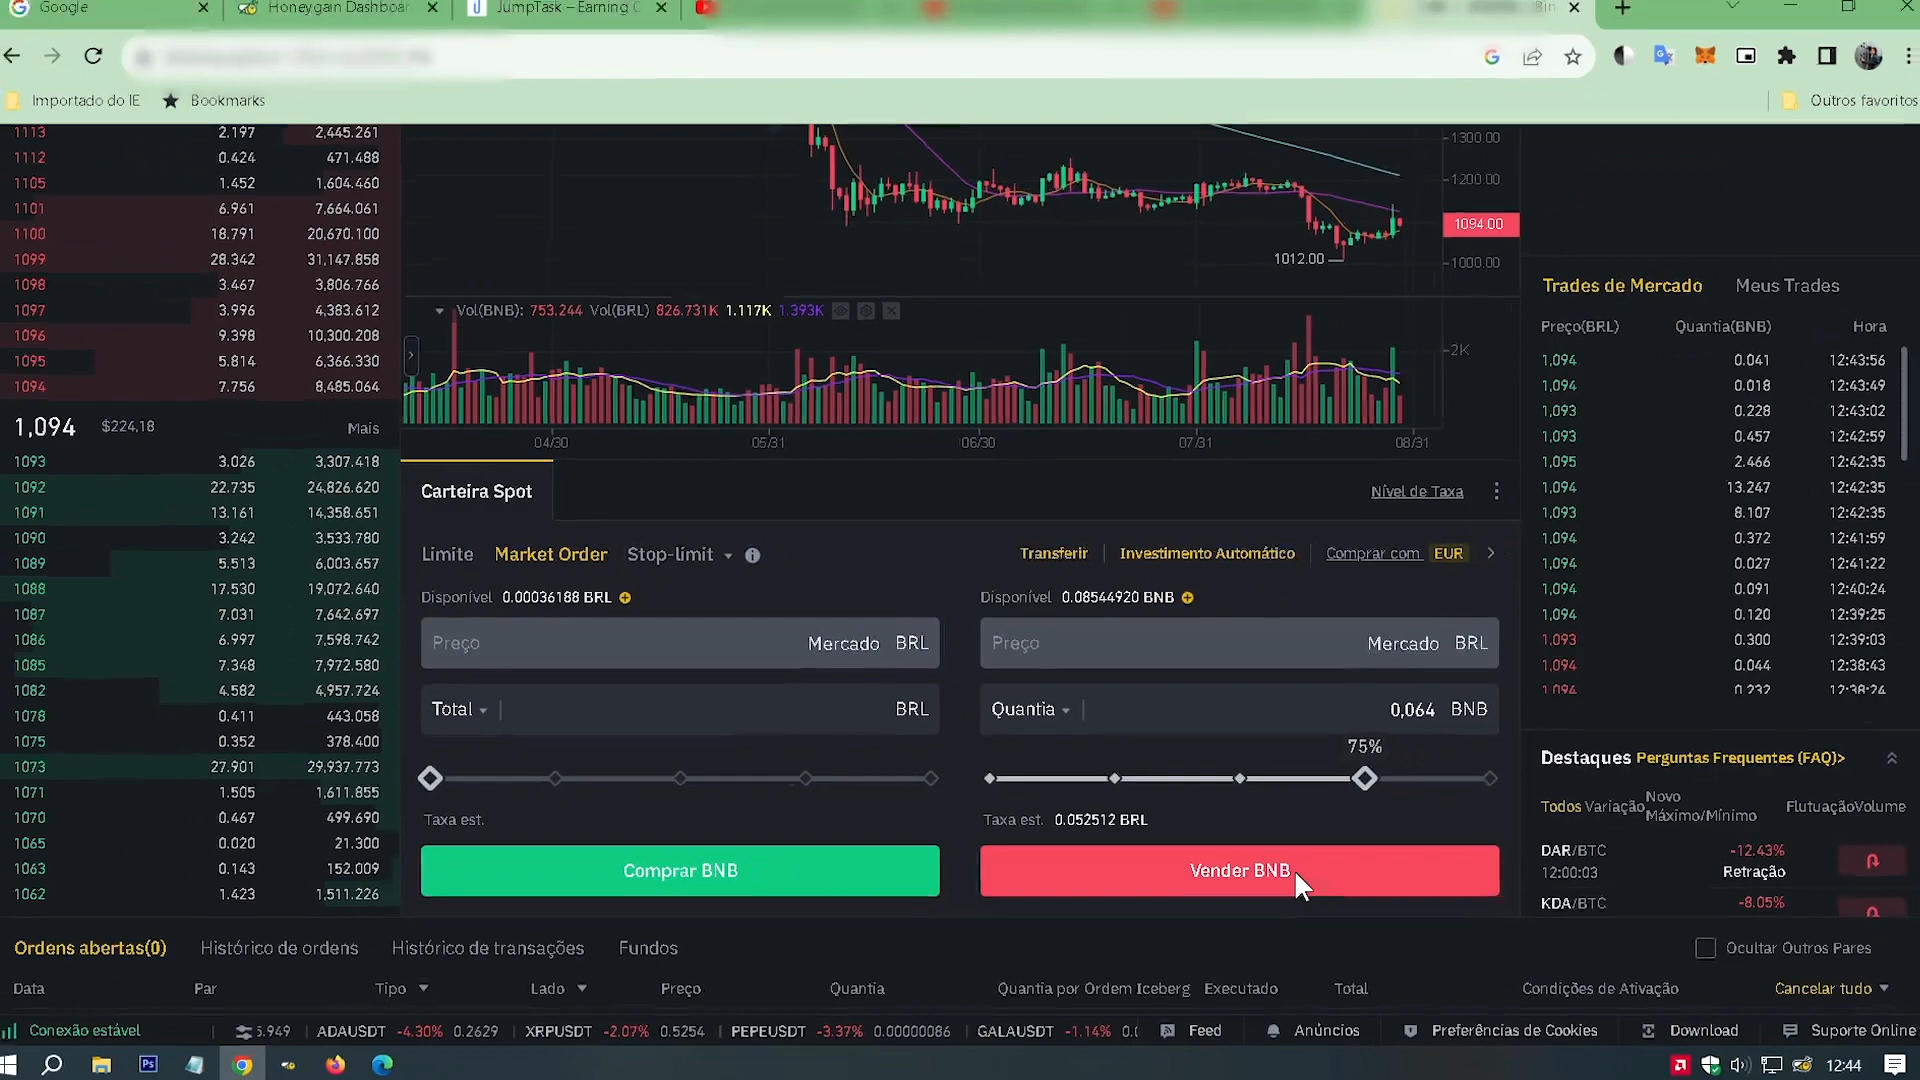 Google
Honeygain Dashboar
JumpTask – Earning C
Bin
Importado do IE
Bookmarks
Outros favoritos
1113 2.197 2,445.261
1112 0.424 471.488
1105 1.452 1,604.460
1101 6.961 7,664.061
1100 18.791 20,670.100
1099 28.342 31,147.858
1098 3.467 3,806.766
1097 3.996 4,383.612
1096 9.398 10,300.208
1095 5.814 6,366.330
1094 7.756 8,485.064
1,094 $224,18 Mais
1093 3.026 3,307.418
1092 22.735 24,826.620
1091 13.161 14,358.651
1090 3.242 3,533.780
1089 5.513 6,003.657
1088 17.530 19,072.640
1087 7.031 7,642.697
1086 6.997 7,598.742
1085 7.348 7,972.580
1082 4.582 4,957.724
1078 0.411 443.058
1075 0.352 378.400
1073 27.901 29,937.773
1071 1.505 1,611.855
1070 0.467 499.690
1065 0.020 21.300
1063 0.143 152.009
1062 1.423 1,511.226
1300.00
1200.00
1094.00
1012.00
1000.00
Vol(BNB): 753.244 Vol(BRL) 826.731K 1.117K 1.393K
2K
04/30 05/31 06/30 07/31 08/31
Carteira Spot
Nível de Taxa
Limite Market Order Stop-limit
Transferir Investimento Automático Comprar com EUR
Disponível 0.00036188 BRL
Preço Mercado BRL
Total BRL
Taxa est.
Comprar BNB
Disponível 0.08544920 BNB
Preço Mercado BRL
Quantia 0,064 BNB
75%
Taxa est. 0.052512 BRL
Vender BNB
Trades de Mercado Meus Trades
Preço(BRL) Quantia(BNB) Hora
1,094 0.041 12:43:56
1,094 0.018 12:43:49
1,093 0.228 12:43:02
1,093 0.457 12:42:59
1,095 2.466 12:42:35
1,094 13.247 12:42:35
1,093 8.107 12:42:35
1,094 0.372 12:41:59
1,094 0.027 12:41:22
1,094 0.091 12:40:24
1,094 0.120 12:39:25
1,093 0.300 12:39:03
1,094 0.044 12:38:43
1,094 0.232 12:38:24
Destaques Perguntas Frequentes (FAQ)>
Todos Variação Novo Máximo/Mínimo Flutuação Volume
DAR/BTC -12.43%
12:00:03 Retração
KDA/BTC -8.05%
Ordens abertas(0) Histórico de ordens Histórico de transações Fundos
Ocultar Outros Pares
Data Par Tipo Lado Preço Quantia Quantia por Ordem Iceberg Executado Total Condições de Ativação Cancelar tudo
Conexão estável 5.949 ADAUSDT -4.30% 0.2629 XRPUSDT -2.07% 0.5254 PEPEUSDT -3.37% 0.00000086 GALAUSDT -1.14% Feed Anúncios Preferências de Cookies Download Suporte Online
Ps
12:44